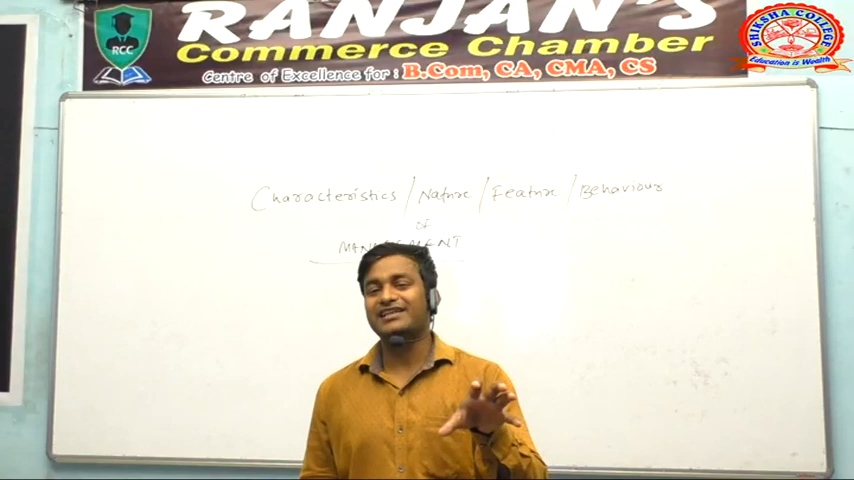 RANJAN'S
Commerce Chamber
Centre of Excellence for : B.Com, CA, CMA, CS
RCC
SHIKSHA COLLEGE
Education is Wealth
Characteristics / Nature / Feature / Behaviour
of
MANAGEMENT